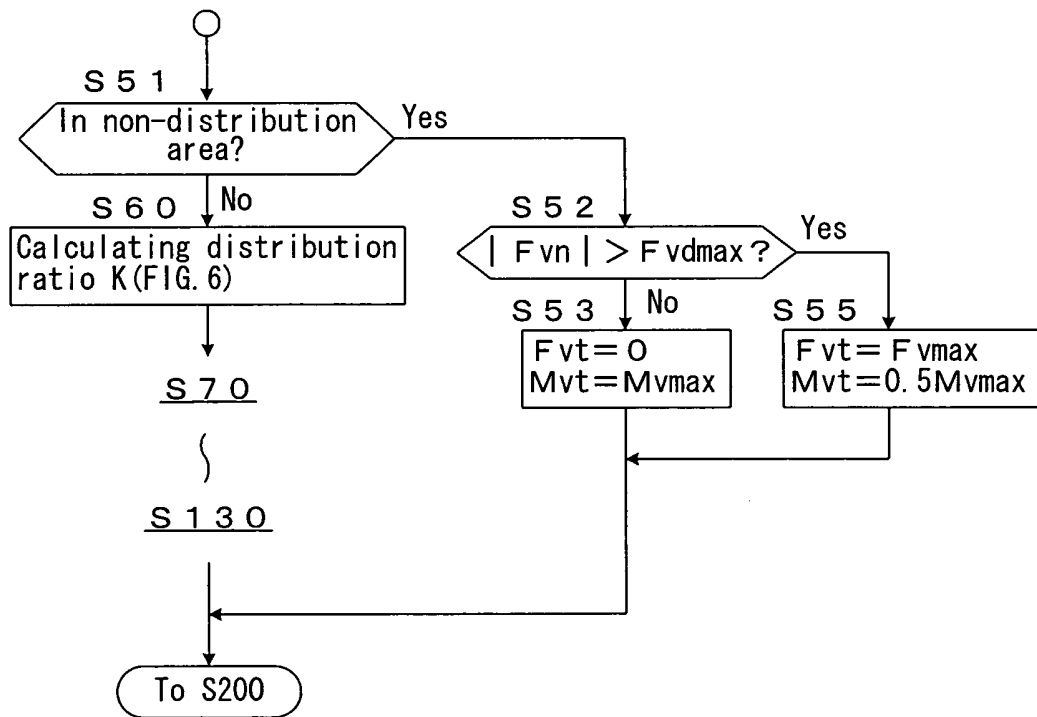 S51
In non-distribution
area?
Yes
No
S60
Calculating distribution
ratio K(FIG.6)
S70
S130
To S200
S52
|Fvn|>Fvdmax?
Yes
No
S53
Fvt=0
Mvt=Mvmax
S55
Fvt=Fvmax
Mvt=0.5Mvmax